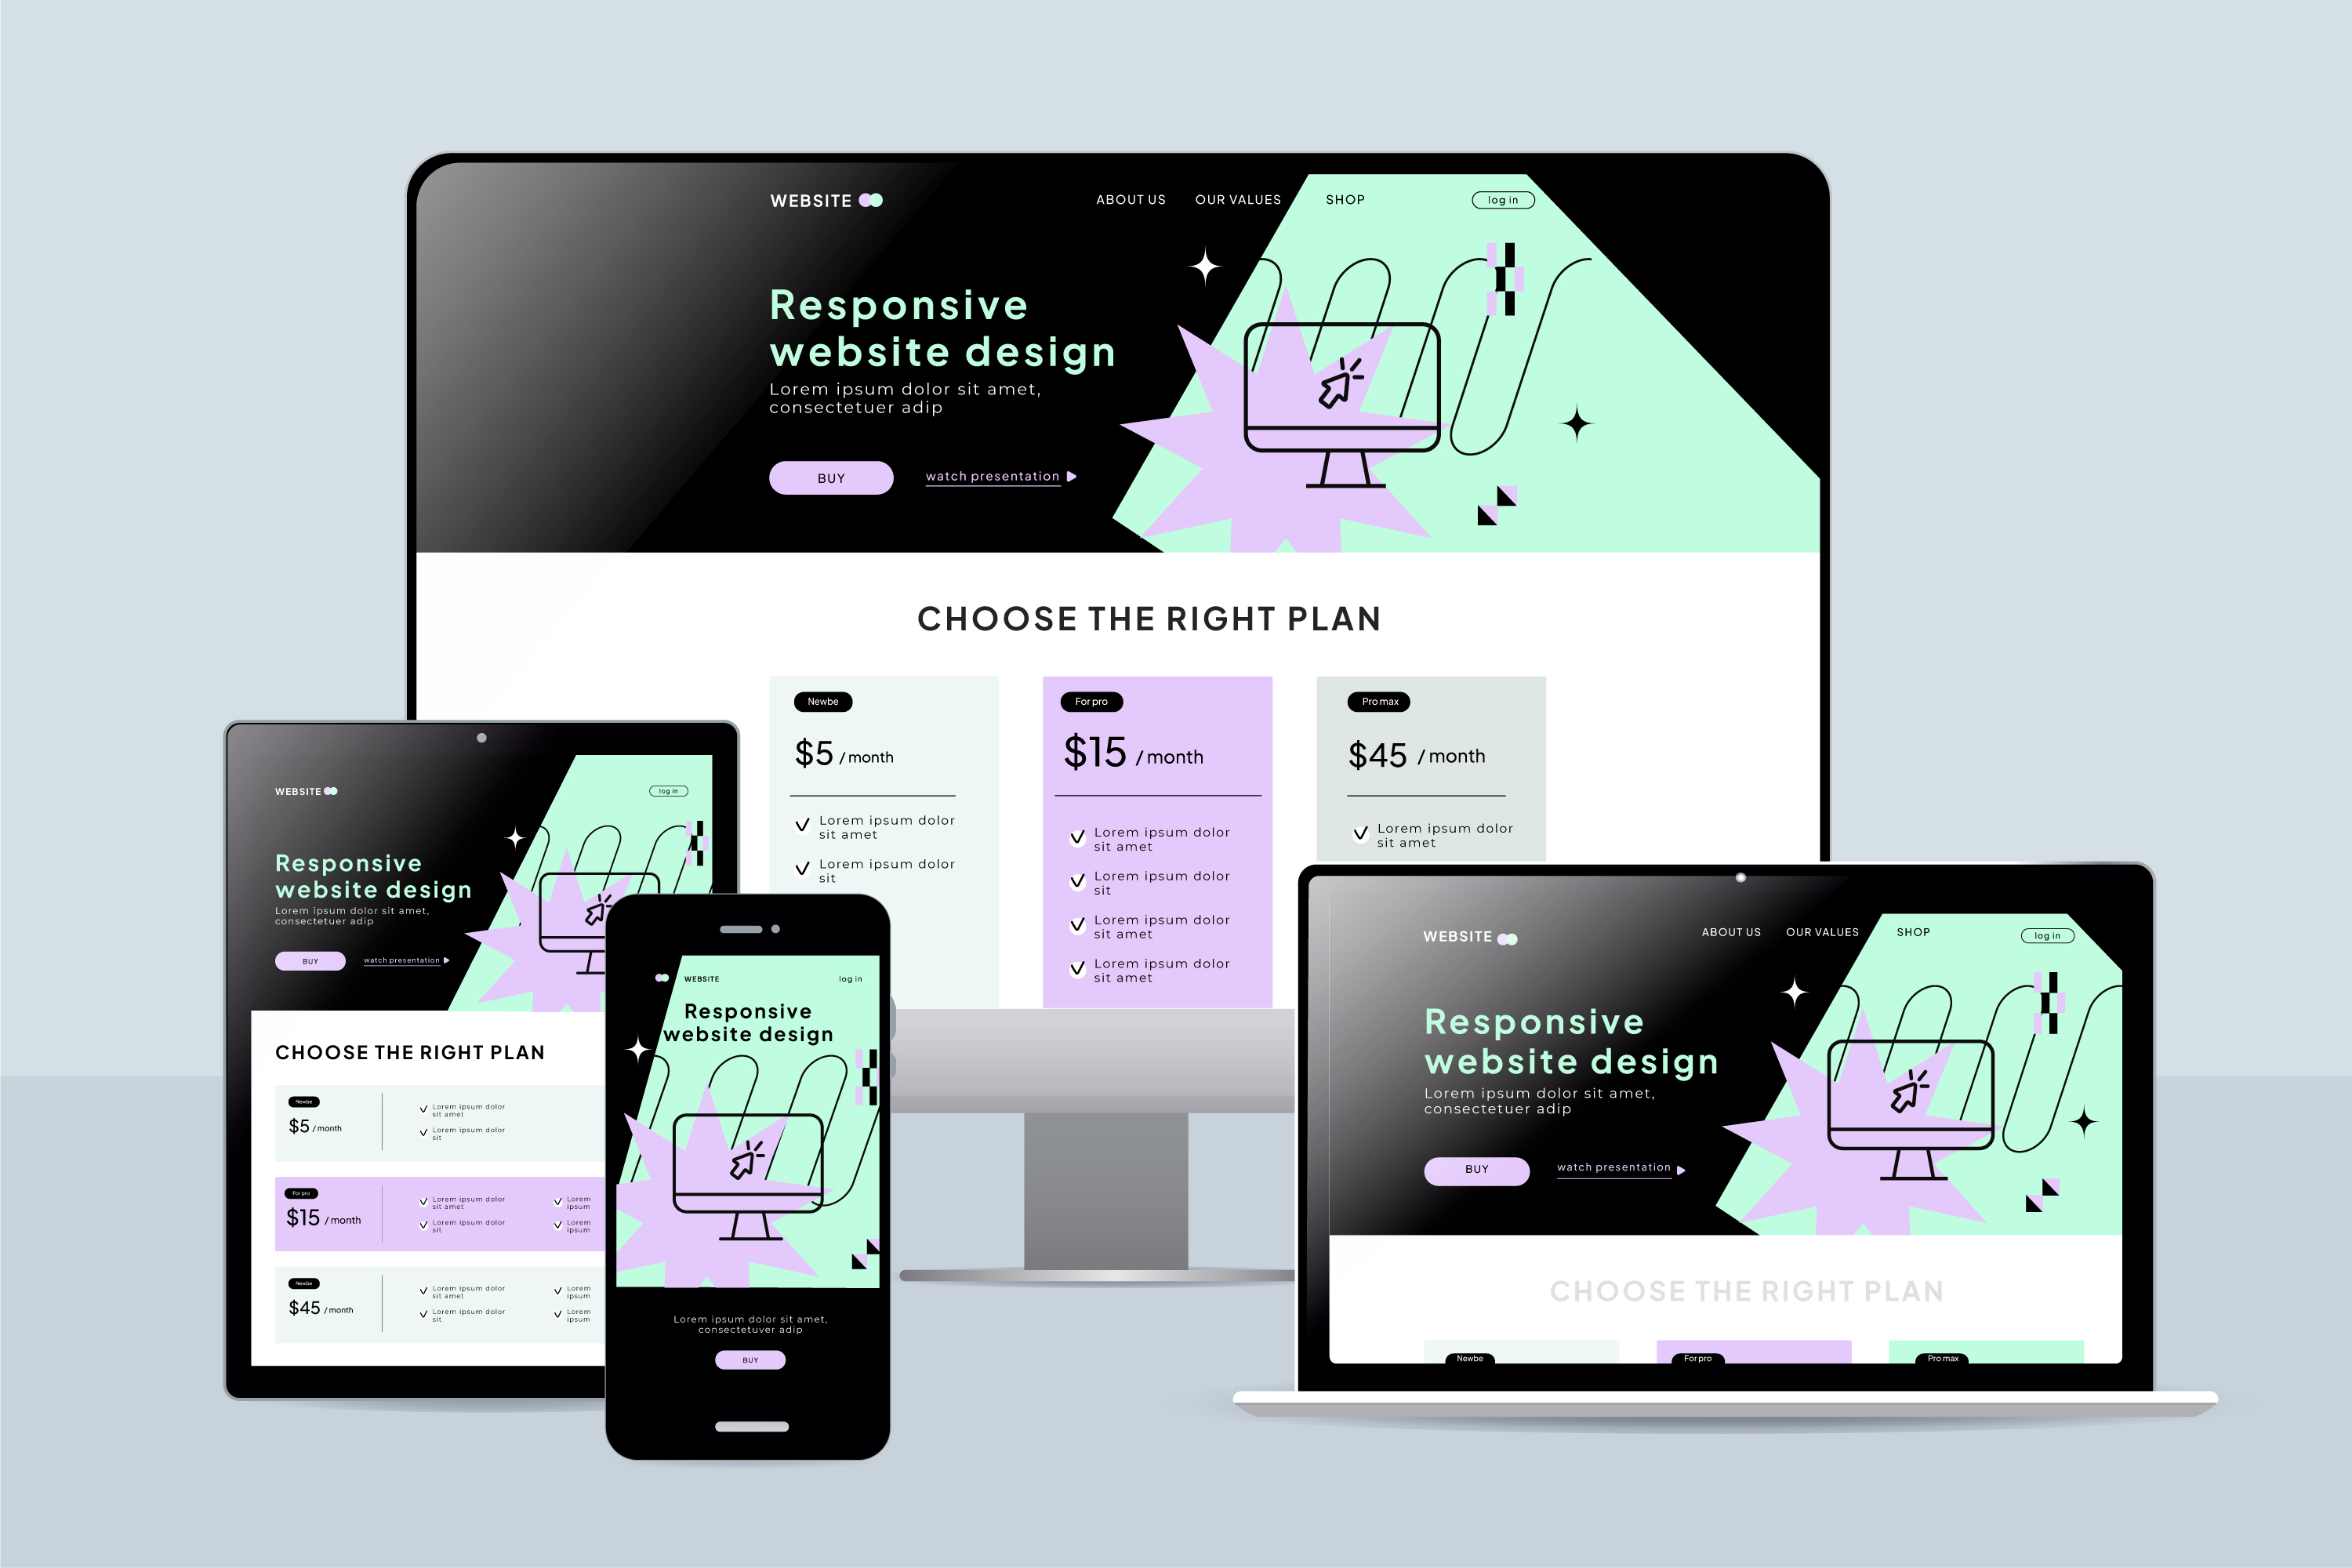 WEBSITE
ABOUT US OUR VALUES SHOP log in
Responsive
website design
Lorem ipsum dolor sit amet,
consectetuer adip
BUY watch presentation
CHOOSE THE RIGHT PLAN
Newbe
$5 / month
Lorem ipsum dolor
sit amet
Lorem ipsum dolor
sit
For pro
$15 / month
Lorem ipsum dolor
sit amet
Lorem ipsum dolor
sit
Lorem ipsum dolor
sit amet
Lorem ipsum dolor
sit amet
Pro max
$45 / month
Lorem ipsum dolor
sit amet
WEBSITE log in
Responsive
website design
Lorem ipsum dolor sit amet,
consectetuer adip
BUY watch presentation
CHOOSE THE RIGHT PLAN
Newbe
$5 / month
Lorem ipsum dolor
sit amet
Lorem ipsum dolor
sit
For pro
$15 / month
Lorem ipsum dolor
sit amet
Lorem ipsum dolor
sit
Lorem
ipsum
Lorem
ipsum
Newbe
$45 / month
Lorem ipsum dolor
sit amet
Lorem ipsum dolor
sit
Lorem
ipsum
Lorem
ipsum
WEBSITE log in
Responsive
website design
Lorem ipsum dolor sit amet,
consectetuver adip
BUY
WEBSITE
ABOUT US OUR VALUES SHOP log in
Responsive
website design
Lorem ipsum dolor sit amet,
consectetuer adip
BUY watch presentation
CHOOSE THE RIGHT PLAN
Newbe For pro Pro max